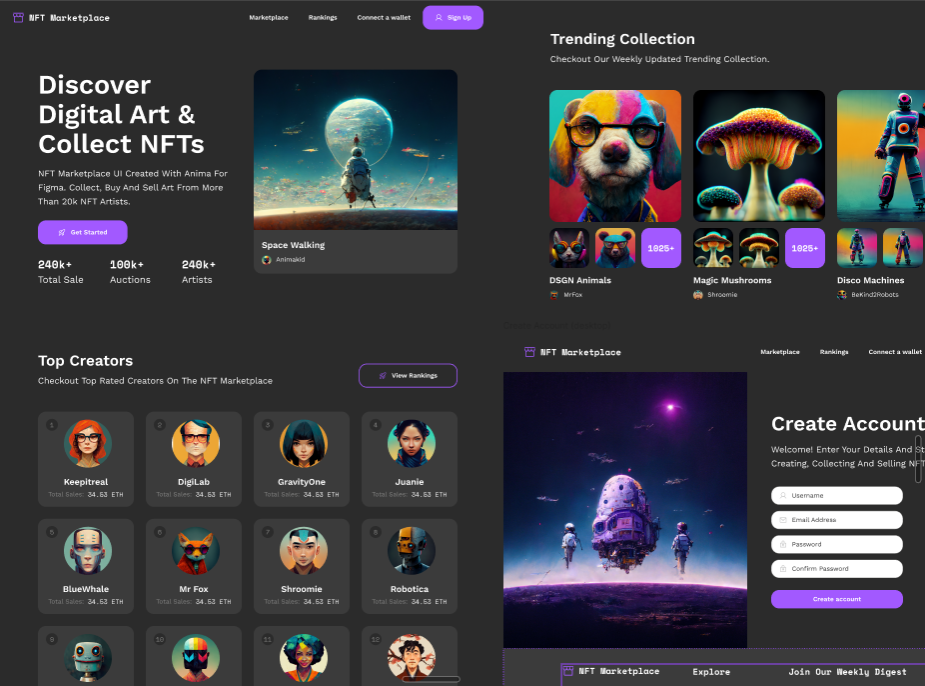 NFT Marketplace
Marketplace
Rankings
Connect a wallet
Sign Up
Discover
Digital Art &
Collect NFTs
NFT Marketplace UI Created With Anima For
Figma. Collect, Buy And Sell Art From More
Than 20k NFT Artists.
Get Started
240k+
100k+
240k+
Total Sale
Auctions
Artists
Space Walking
Animakid
Trending Collection
Checkout Our Weekly Updated Trending Collection.
1025+
1025+
DSGN Animals
Magic Mushrooms
Disco Machines
MrFox
Shroomie
BeKind2Robots
Top Creators
Checkout Top Rated Creators On The NFT Marketplace
View Rankings
1
2
3
4
Keepitreal
DigiLab
GravityOne
Juanie
Total Sales: 34.53 ETH
Total Sales: 34.53 ETH
Total Sales: 34.53 ETH
Total Sales: 34.53 ETH
5
6
7
BlueWhale
Mr Fox
Shroomie
Robotica
Total Sales: 34.53 ETH
Total Sales: 34.53 ETH
Total Sales: 34.53 ETH
Total Sales: 34.53 ETH
9
10
11
12
NFT Marketplace
Marketplace
Rankings
Connect a wallet
Create Account
Welcome! Enter Your Details And St
Creating, Collecting And Selling NFT
Username
Email Address
Password
Confirm Password
Create account
NFT Marketplace
Explore
Join Our Weekly Digest